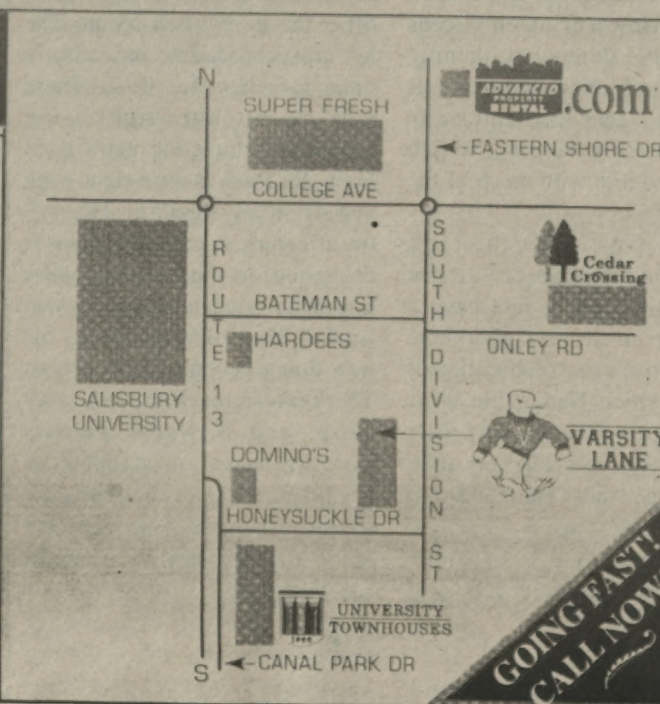 N
SUPER FRESH
ADVANCED
PROPERTY
RENTAL
.com
EASTERN SHORE DR
COLLEGE AVE
ROUTE 13
SOUTH DIVISION ST
Cedar
Crossing
BATEMAN ST
HARDEES
ONLEY RD
SALISBURY
UNIVERSITY
VARSITY
LANE
DOMINO'S
HONEYSUCKLE DR
UNIVERSITY
TOWNHOUSES
CANAL PARK DR
S
GOING FAST!
CALL NOW